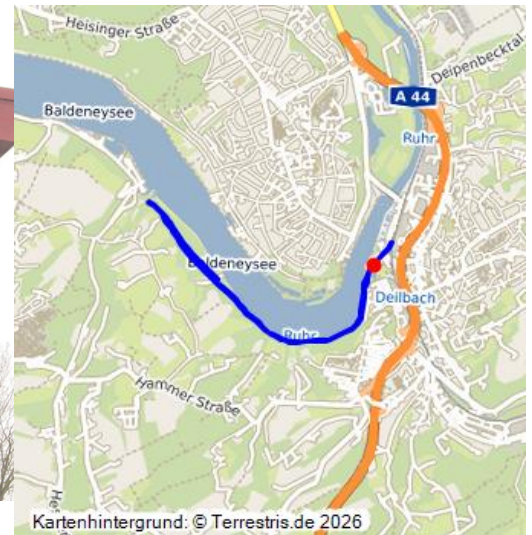 Heisinger Straße
Deipenbecktal
Baldeneysee
A 44
Ruhr
Baldeneysee
Deilbach
Ruhr
Hammer Straße
Kartenhintergrund: © Terrestris.de 2026